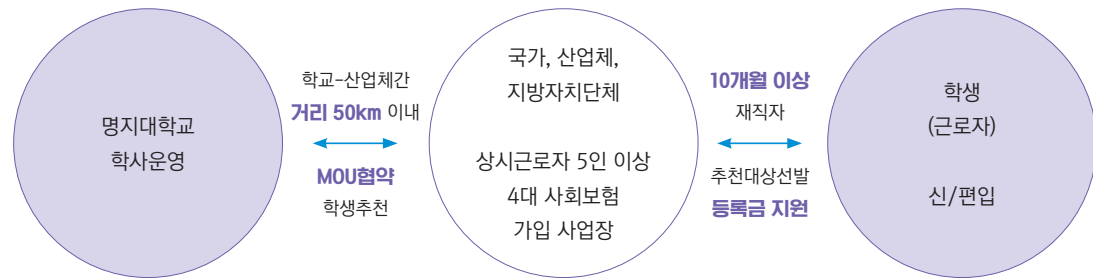 명지대학교
학사운영
학교-산업체간
거리 50km 이내
MOU협약
학생추천
국가, 산업체,
지방자치단체
상시근로자 5인 이상
4대 사회보험
가입 사업장
10개월 이상
재직자
추천대상선발
등록금 지원
학생
(근로자)
신/편입